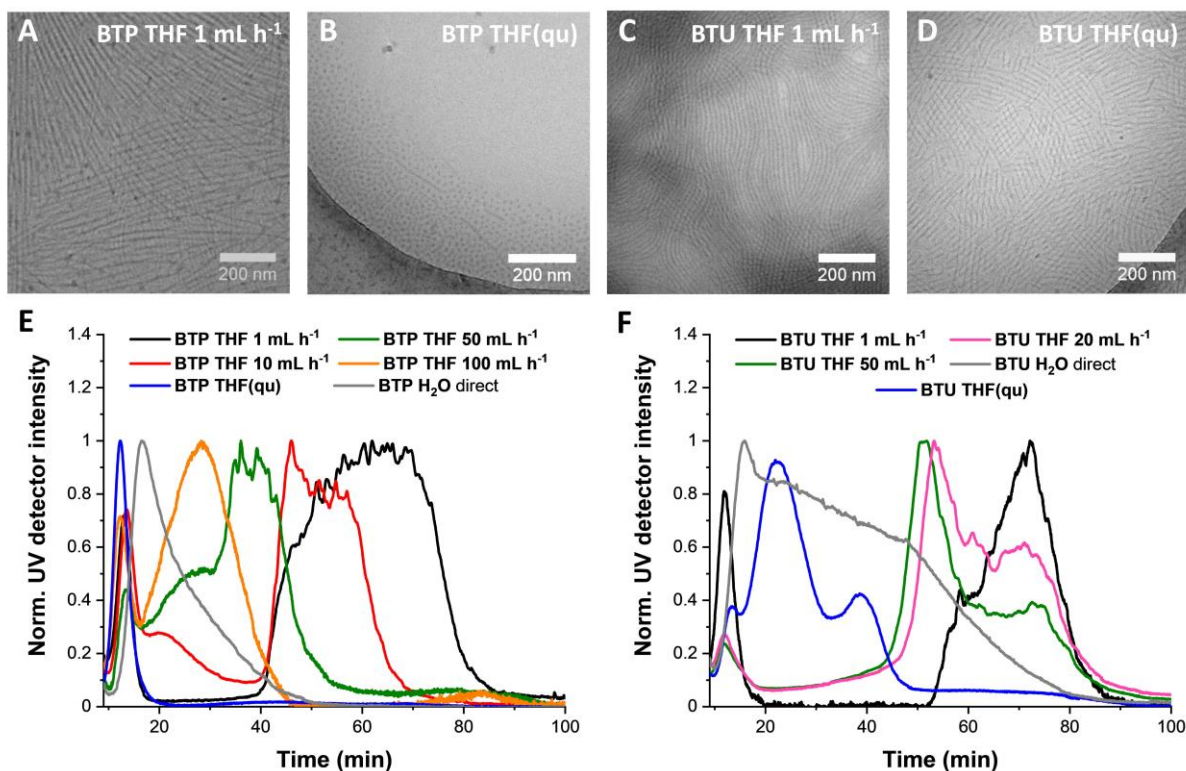 A
BTP THF 1 mL h⁻¹
200 nm
B
BTP THF(qu)
200 nm
C
BTU THF 1 mL h⁻¹
200 nm
D
BTU THF(qu)
200 nm
E
BTP THF 1 mL h⁻¹ BTP THF 50 mL h⁻¹
BTP THF 10 mL h⁻¹ BTP THF 100 mL h⁻¹
BTP THF(qu) BTP H₂O direct
Norm. UV detector intensity
1.4
1.2
1
0.8
0.6
0.4
0.2
0
20 40 60 80 100
Time (min)
F
BTU THF 1 mL h⁻¹ BTU THF 20 mL h⁻¹
BTU THF 50 mL h⁻¹ BTU H₂O direct
BTU THF(qu)
Norm. UV detector intensity
1.4
1.2
1
0.8
0.6
0.4
0.2
0
20 40 60 80 100
Time (min)